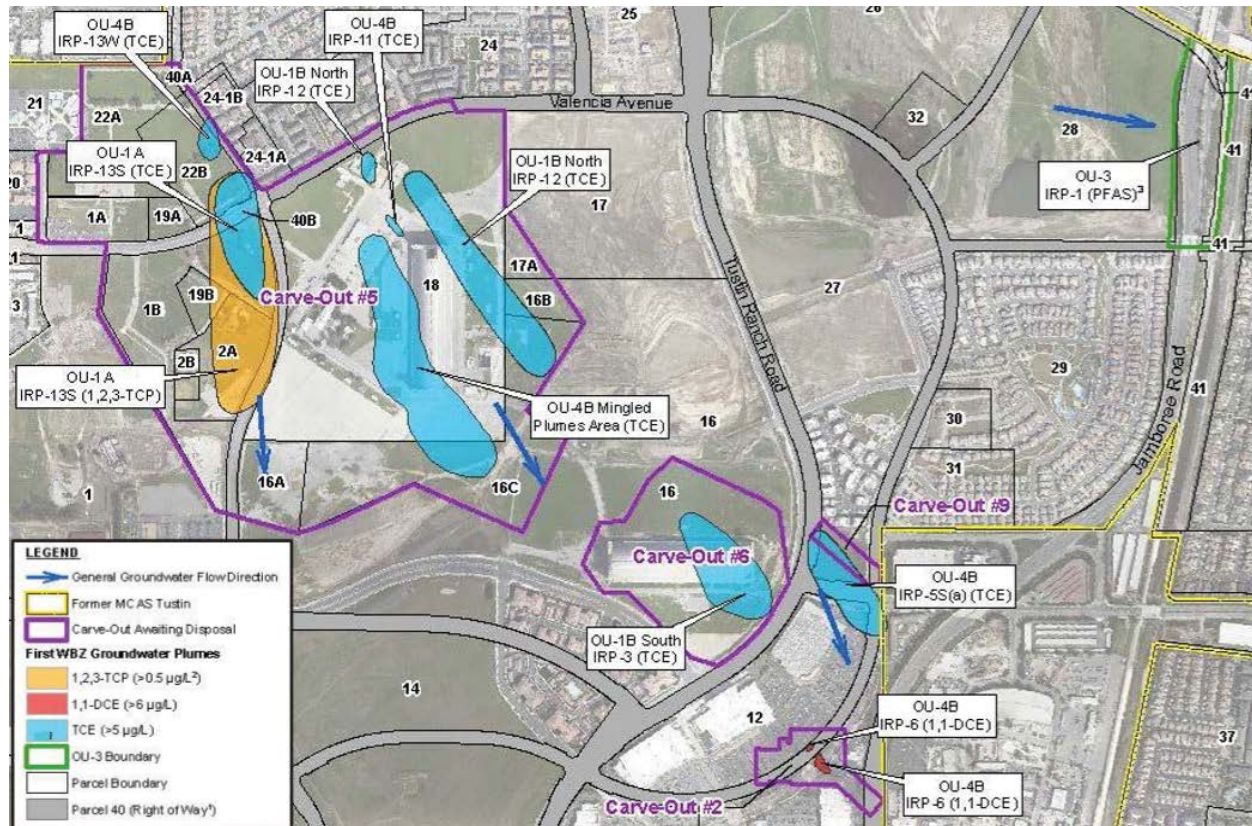 OU-4B
IRP-13W (TCE)
OU-4B
IRP-11 (TCE)
OU-1B North
IRP-12 (TCE)
25
26
24
40A
24-1B
21
22A
Valencia Avenue
32
28
41
OU-1A
IRP-13S (TCE)
22B
24-1A
OU-1B North
IRP-12 (TCE)
OU-3
IRP-1 (PFAS)³
41
20
1A
19A
40B
17
1
41
21
17A
18
Carve-Out #5
16B
27
19B
1B
3
Tustin Ranch Road
2A
2B
29
41
OU-1A
IRP-13S (1,2,3-TCP)
OU-4B Mingled
Plumes Area (TCE)
16
30
Jamboree Road
31
16A
16C
16
1
Carve-Out #9
Carve-Out #6
OU-4B
IRP-5S(a) (TCE)
OU-1B South
IRP-3 (TCE)
14
12
OU-4B
IRP-6 (1,1-DCE)
37
OU-4B
IRP-6 (1,1-DCE)
Carve-Out #2
LEGEND
General Groundwater Flow Direction
Former MCAS Tustin
Carve-Out Awaiting Disposal
First WBZ Groundwater Plumes
1,2,3-TCP (>0.5 µg/L²)
1,1-DCE (>6 µg/L)
TCE (>5 µg/L)
OU-3 Boundary
Parcel Boundary
Parcel 40 (Right of Way¹)